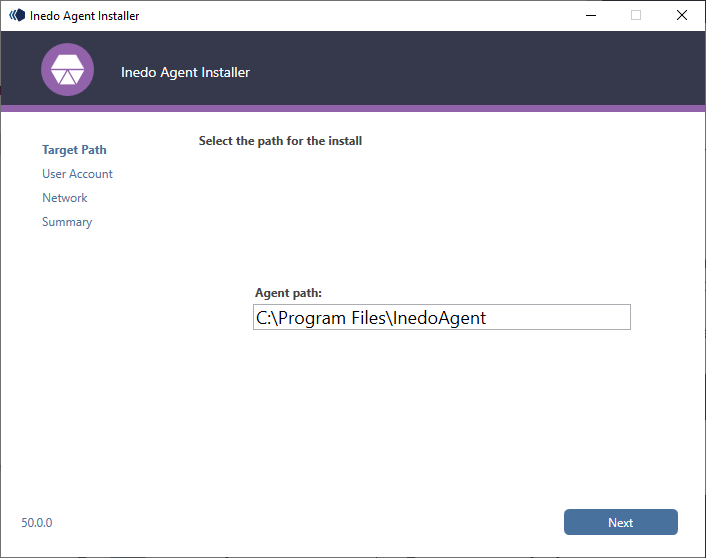 Inedo Agent Installer
Inedo Agent Installer
Target Path
User Account
Network
Summary
Select the path for the install
Agent path:
C:\Program Files\InedoAgent
50.0.0
Next